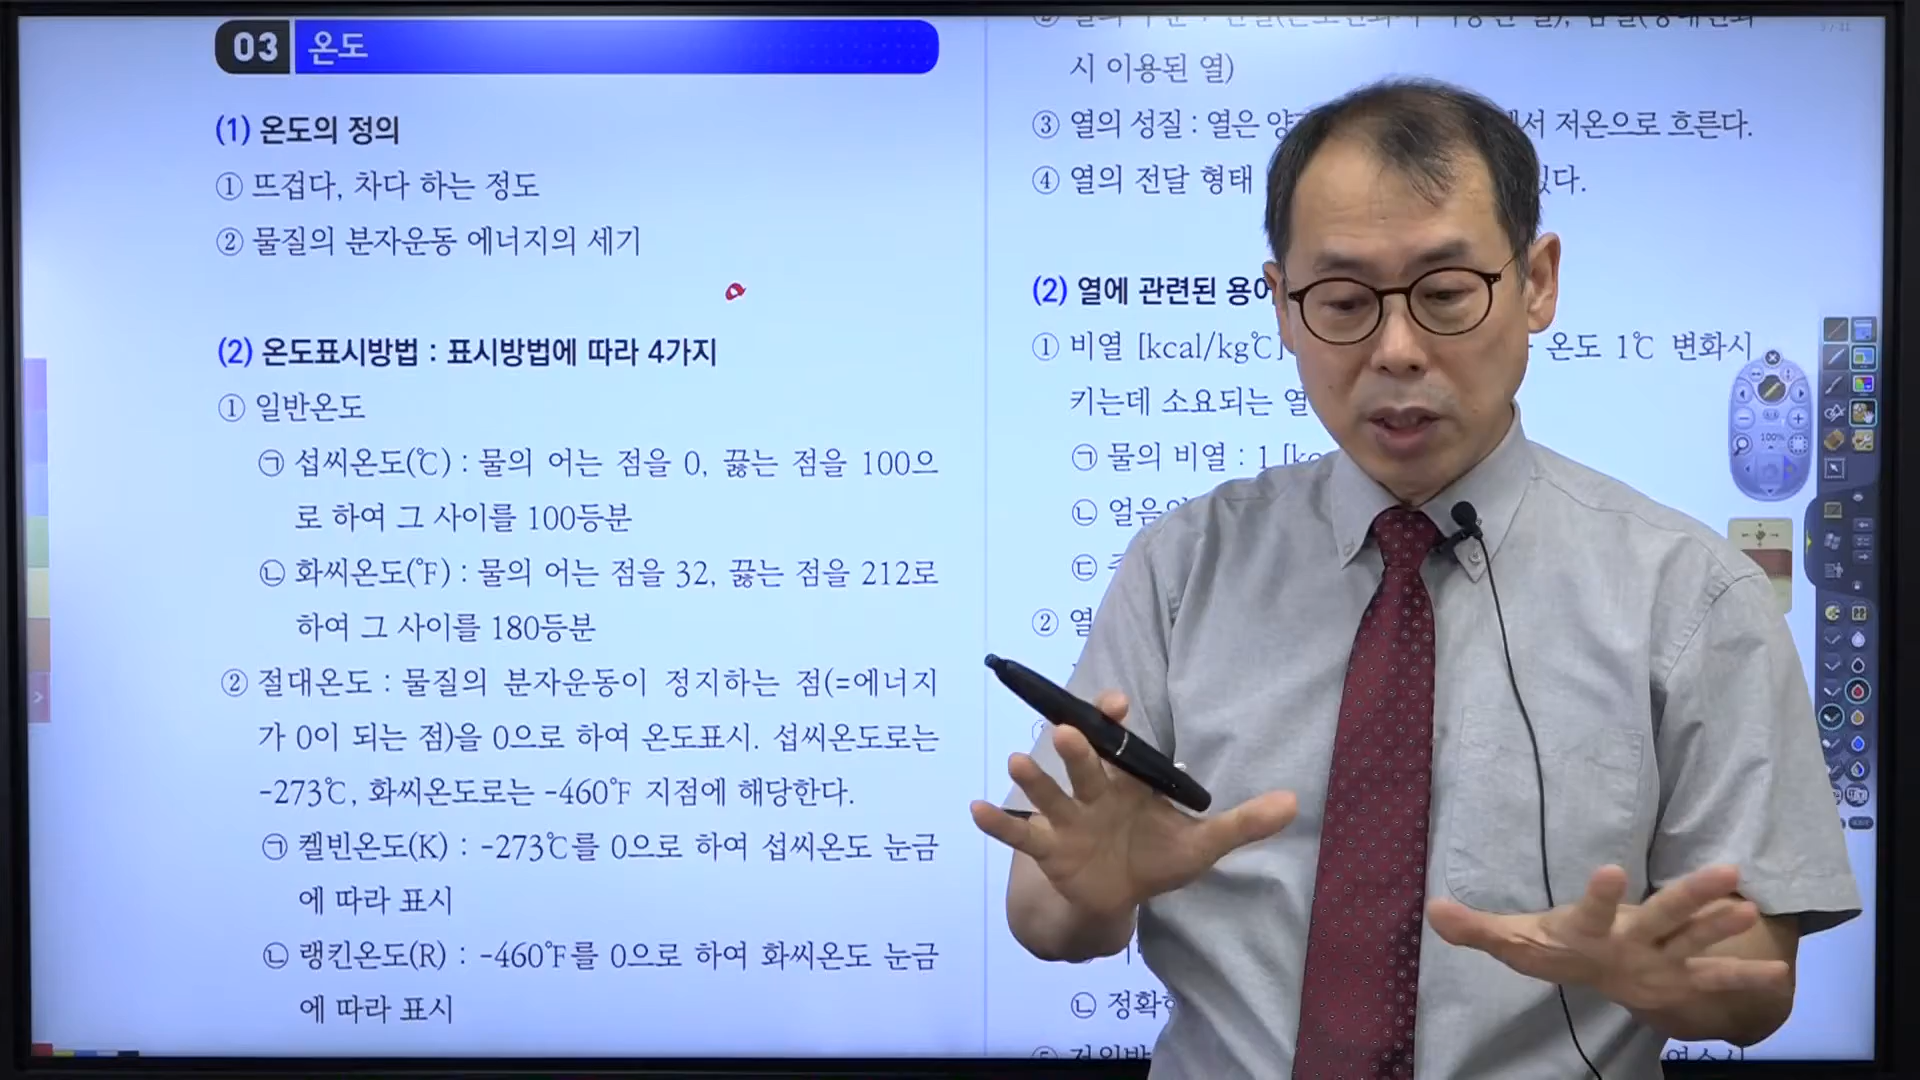 03 온도
(1) 온도의 정의
① 뜨겁다, 차다 하는 정도
② 물질의 분자운동 에너지의 세기
(2) 온도표시방법 : 표시방법에 따라 4가지
① 일반온도
㉠ 섭씨온도(℃) : 물의 어는 점을 0, 끓는 점을 100으
로 하여 그 사이를 100등분
㉡ 화씨온도(℉) : 물의 어는 점을 32, 끓는 점을 212로
하여 그 사이를 180등분
② 절대온도 : 물질의 분자운동이 정지하는 점(=에너지
가 0이 되는 점)을 0으로 하여 온도표시. 섭씨온도로는
-273℃, 화씨온도로는 -460℉ 지점에 해당한다.
㉠ 켈빈온도(K) : -273℃를 0으로 하여 섭씨온도 눈금
에 따라 표시
㉡ 랭킨온도(R) : -460℉를 0으로 하여 화씨온도 눈금
에 따라 표시
시 이용된 열)
③ 열의 성질 : 열은 저온으로 흐른다.
④ 열의 전달 형태
(2) 열에 관련된
① 비열 [kcal/kg℃] 온도 1℃ 변화시
키는데 소요되는
㉠ 물의 비열 : 1
㉡
㉢
②
㉡
100%